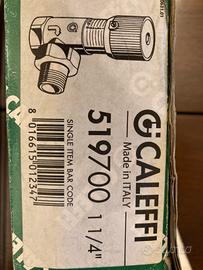 CALEFFI
Made in ITALY
519700 1 1/4"
SINGLE ITEM BAR CODE
8 016615 012347